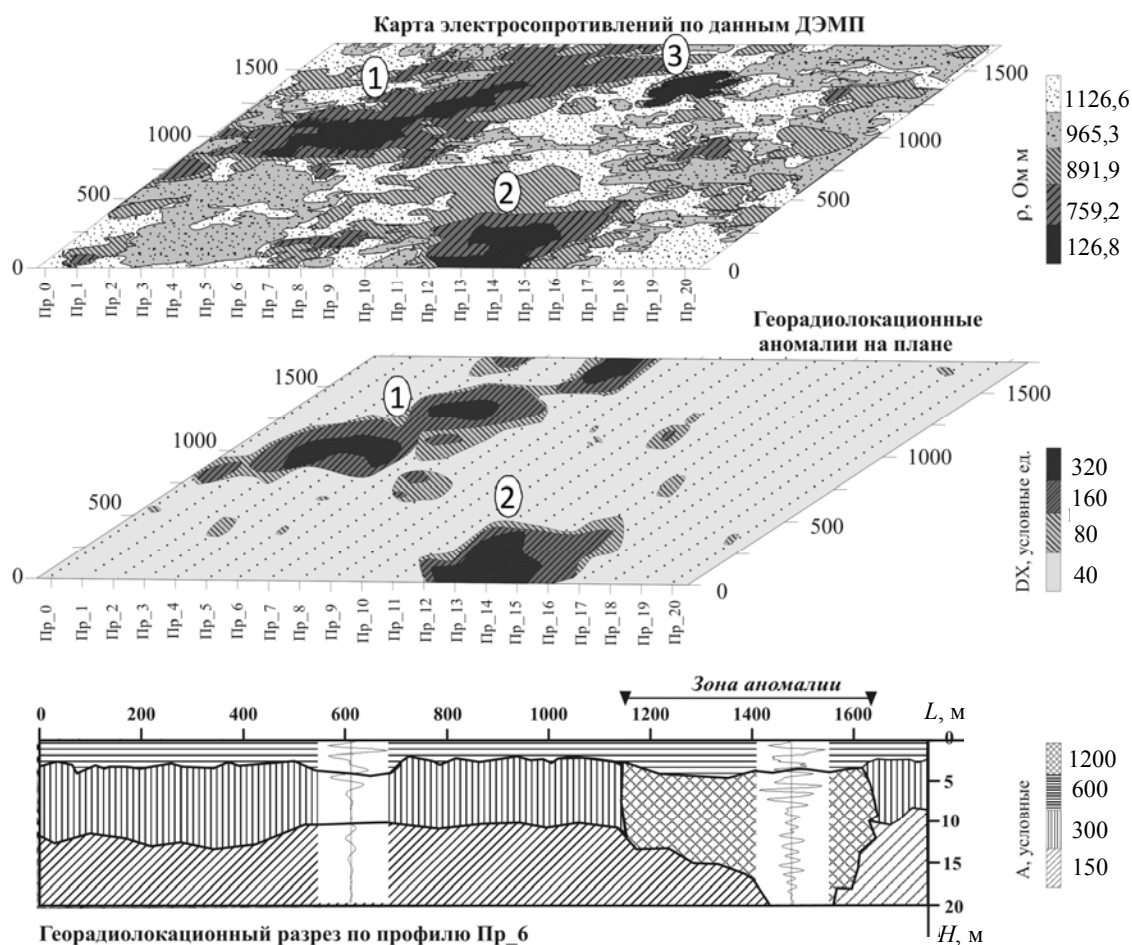 Карта электросопротивлений по данным ДЭМП
1 3
1500 1500
1000 1000
500 2 500
0 0
Пр_0 Пр_1 Пр_2 Пр_3 Пр_4 Пр_5 Пр_6 Пр_7 Пр_8 Пр_9 Пр_10 Пр_11 Пр_12 Пр_13 Пр_14 Пр_15 Пр_16 Пр_17 Пр_18 Пр_19 Пр_20
1126,6
965,3
891,9
759,2
126,8
ρ, Ом м
Георадиолокационные
аномалии на плане
1500 1 1500
1000 1000
500 2 500
0 0
Пр_0 Пр_1 Пр_2 Пр_3 Пр_4 Пр_5 Пр_6 Пр_7 Пр_8 Пр_9 Пр_10 Пр_11 Пр_12 Пр_13 Пр_14 Пр_15 Пр_16 Пр_17 Пр_18 Пр_19 Пр_20
320
160
80
40
DX, условные ед.
Зона аномалии
0 200 400 600 800 1000 1200 1400 1600 L, м
0
5
10
15
20
H, м
1200
600
300
150
А, условные
Георадиолокационный разрез по профилю Пр_6